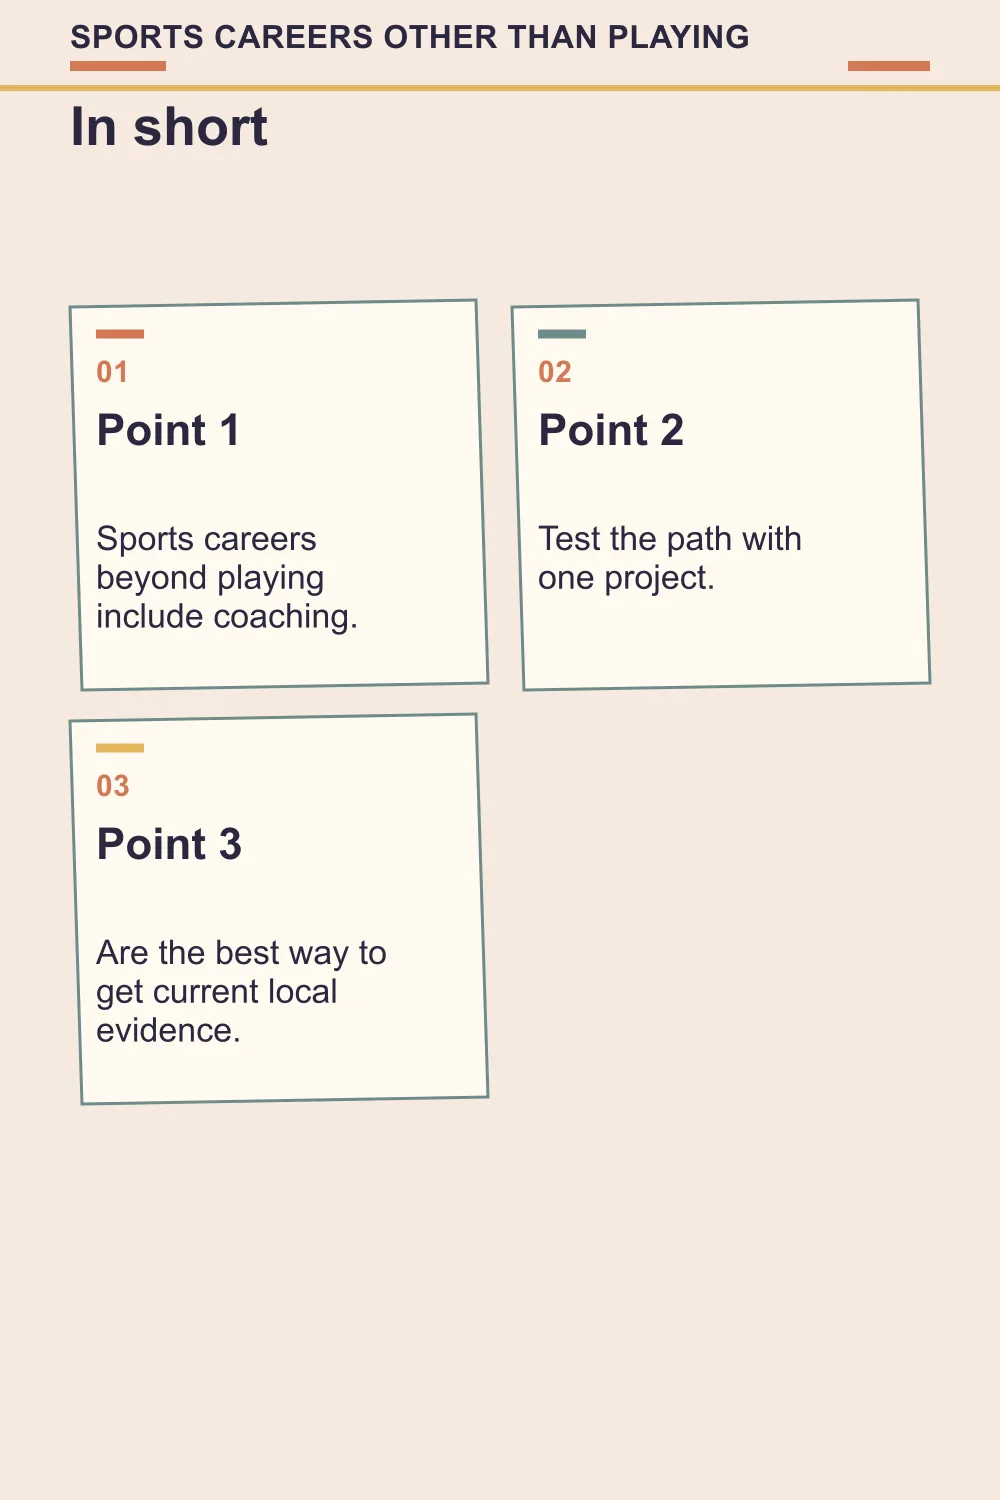 SPORTS CAREERS OTHER THAN PLAYING
In short
01
Point 1
Sports careers
beyond playing
include coaching.
02
Point 2
Test the path with
one project.
03
Point 3
Are the best way to
get current local
evidence.